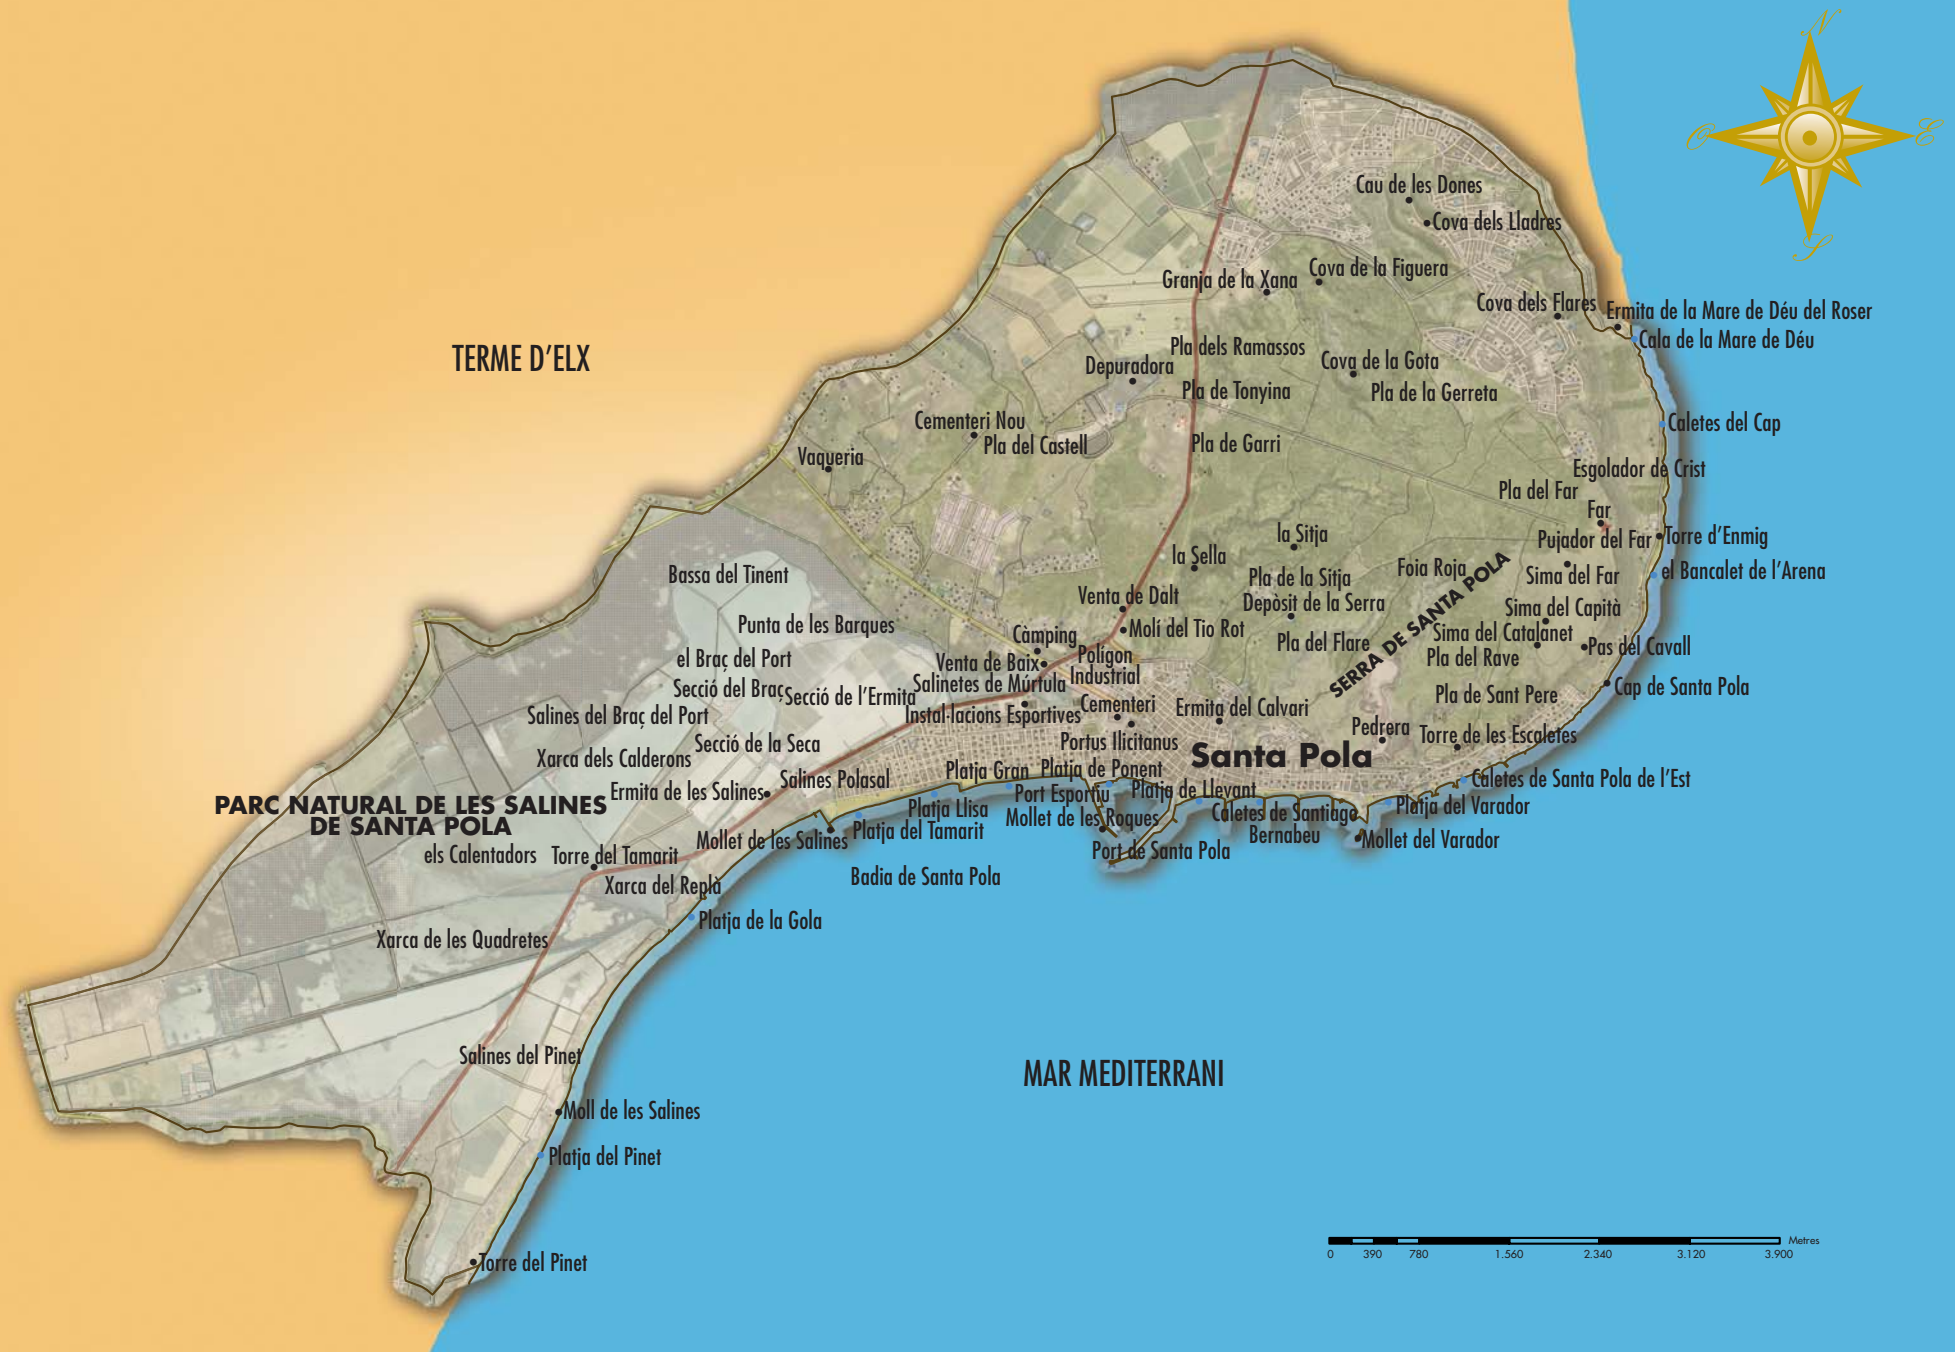 N
O
E
S
Cau de les Dones
Cova dels Lladres
Granja de la Xana
Cova de la Figuera
Cova dels Flares
Ermita de la Mare de Déu del Roser
Cala de la Mare de Déu
TERME D'ELX
Pla dels Ramassos
Depuradora
Cova de la Gota
Pla de Tonyina
Pla de la Gerreta
Cementeri Nou
Pla del Castell
Caletes del Cap
Pla de Garri
Vaqueria
Esgolador de Crist
Pla del Far
Far
la Sitja
Pujador del Far
Torre d'Enmig
la Sella
Foia Roja
Bassa del Tinent
Pla de la Sitja
Sima del Far
el Bancalet de l'Arena
Venta de Dalt
Depòsit de la Serra
SERRA DE SANTA POLA
Sima del Capità
Punta de les Barques
Càmping
Molí del Tio Rot
Pla del Flare
Sima del Catalanet
Pas del Cavall
el Braç del Port
Venta de Baix
Polígon
Industrial
Pla del Rave
Secció del Braç
Secció de l'Ermita
Salinetes de Múrtula
Cap de Santa Pola
Pla de Sant Pere
Salines del Braç del Port
Instal·lacions Esportives
Cementeri
Ermita del Calvari
Pedrera
Torre de les Escaletes
Secció de la Seca
Portus Ilicitanus
Santa Pola
Xarca dels Calderons
Platja Gran
Platja de Ponent
Salines Polasal
Caletes de Santa Pola de l'Est
Ermita de les Salines
Port Esportiu
Platja de Llevant
PARC NATURAL DE LES SALINES
DE SANTA POLA
Platja Llisa
Mollet de les Roques
Caletes de Santiago
Bernabeu
Platja del Varador
Platja del Tamarit
Mollet de les Salines
Mollet del Varador
els Calentadors
Torre del Tamarit
Port de Santa Pola
Badia de Santa Pola
Xarca del Replà
Platja de la Gola
Xarca de les Quadretes
Salines del Pinet
MAR MEDITERRANI
Moll de les Salines
Platja del Pinet
Torre del Pinet
Metres
0 390 780 1.560 2.340 3.120 3.900